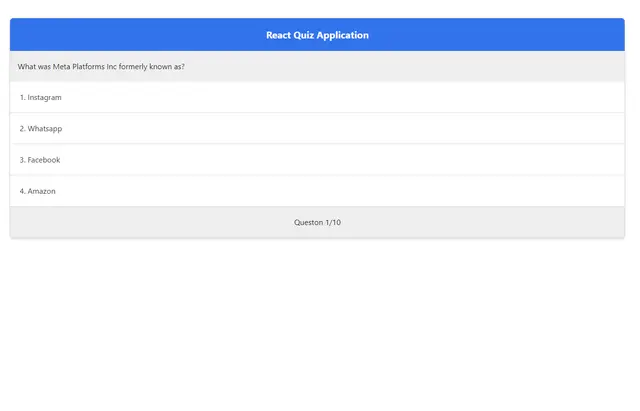 React Quiz Application
What was Meta Platforms Inc formerly known as?
1. Instagram
2. Whatsapp
3. Facebook
4. Amazon
Queston 1/10